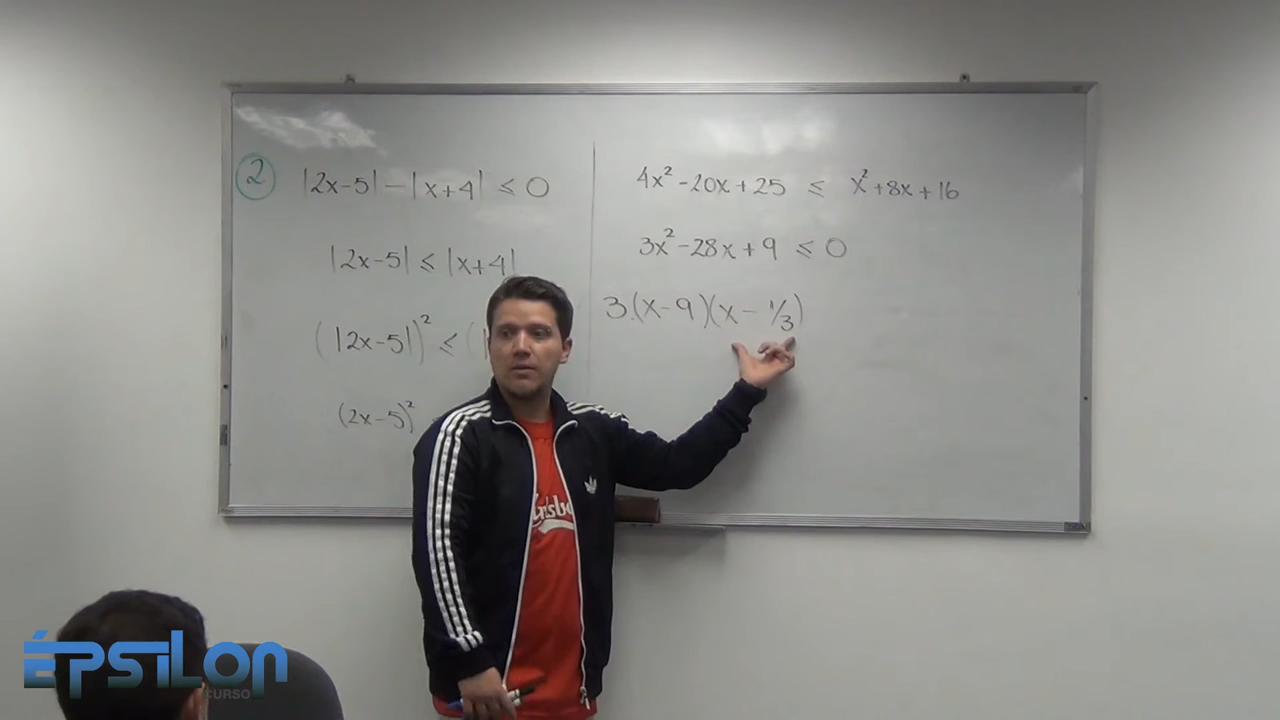 2
|2x-5| - |x+4| ≤ 0
|2x-5| ≤ |x+4|
(|2x-5|)² ≤ (|
(2x-5)²
4x² -20x + 25 ≤ x² + 8x + 16
3x² - 28x + 9 ≤ 0
3.(x-9)(x - 1/3)
ÉPSILON
CURSO